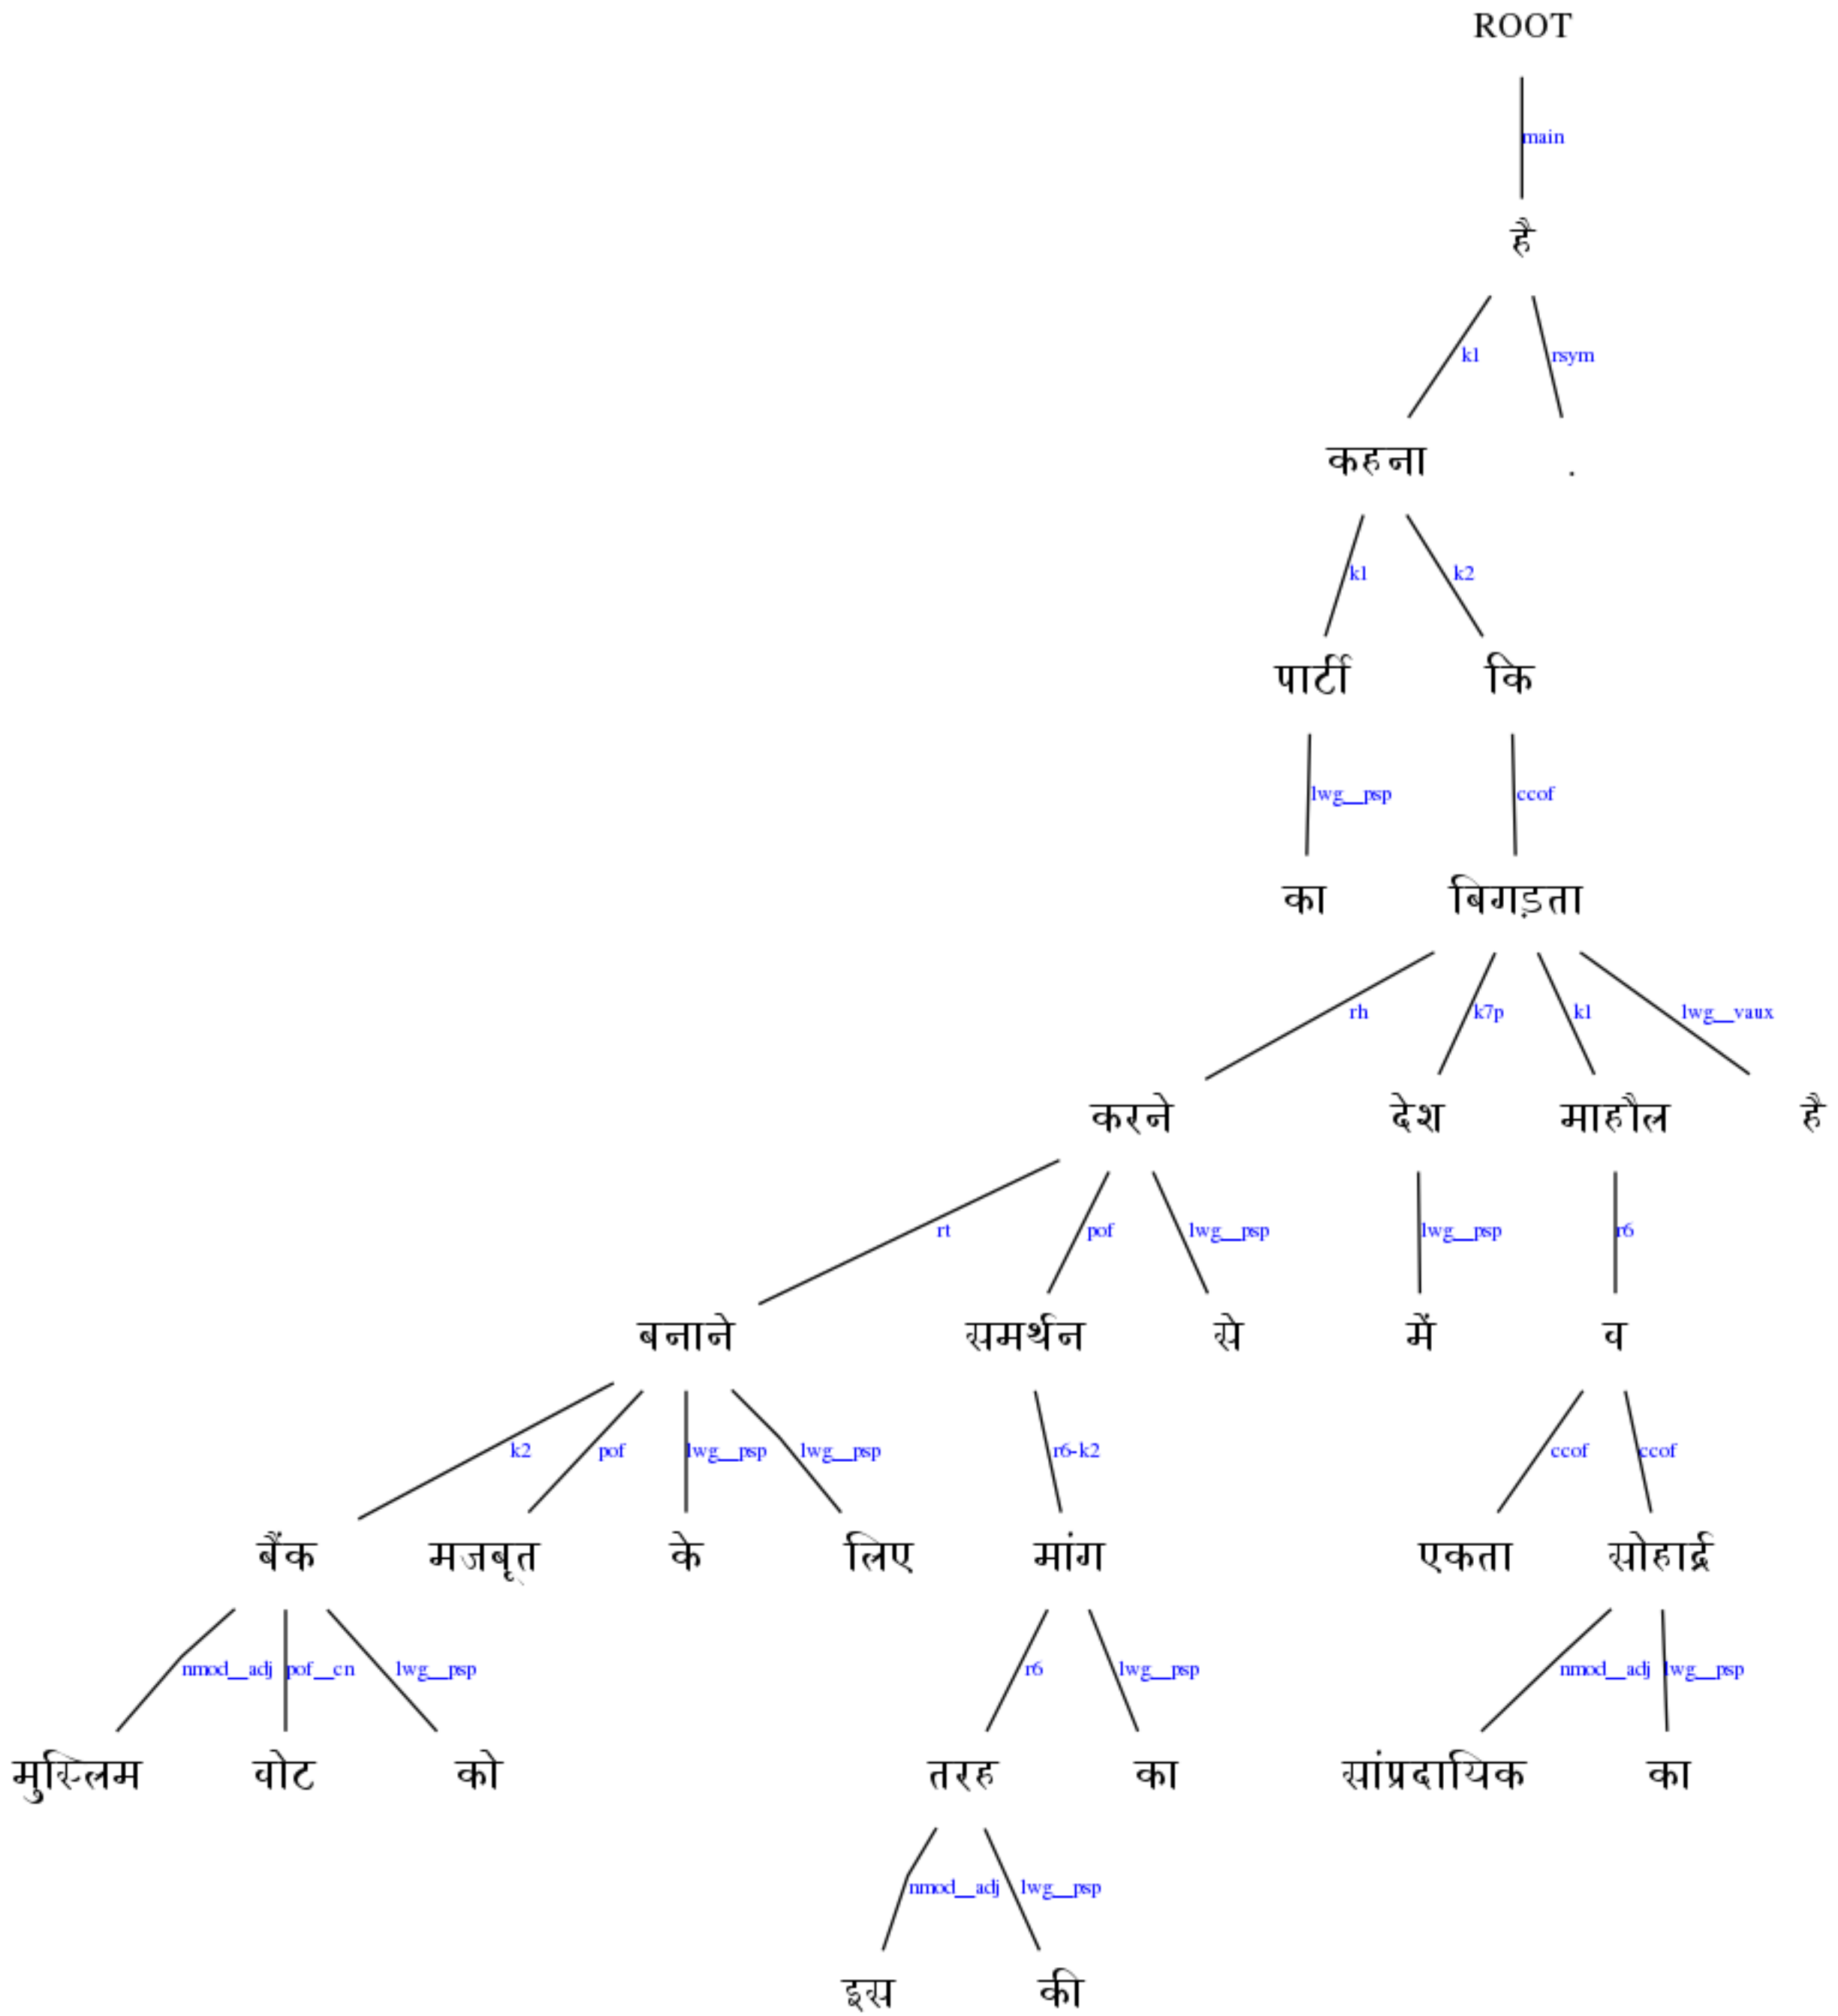 ROOT
main
है
k1 rsym
कहना .
k1 k2
पार्टी कि
lwg__psp ccof
का बिगड़ता
rh k7p k1 lwg__vaux
करने देश माहौल है
rt pof lwg__psp lwg__psp r6
बनाने समर्थन से में व
k2 pof lwg__psp lwg__psp r6-k2 ccof ccof
बैंक मजबूत के लिए मांग एकता सोहार्द्र
nmod__adj pof__cn lwg__psp r6 lwg__psp nmod__adj lwg__psp
मुस्लिम वोट को तरह का सांप्रदायिक का
nmod__adj lwg__psp
इस की